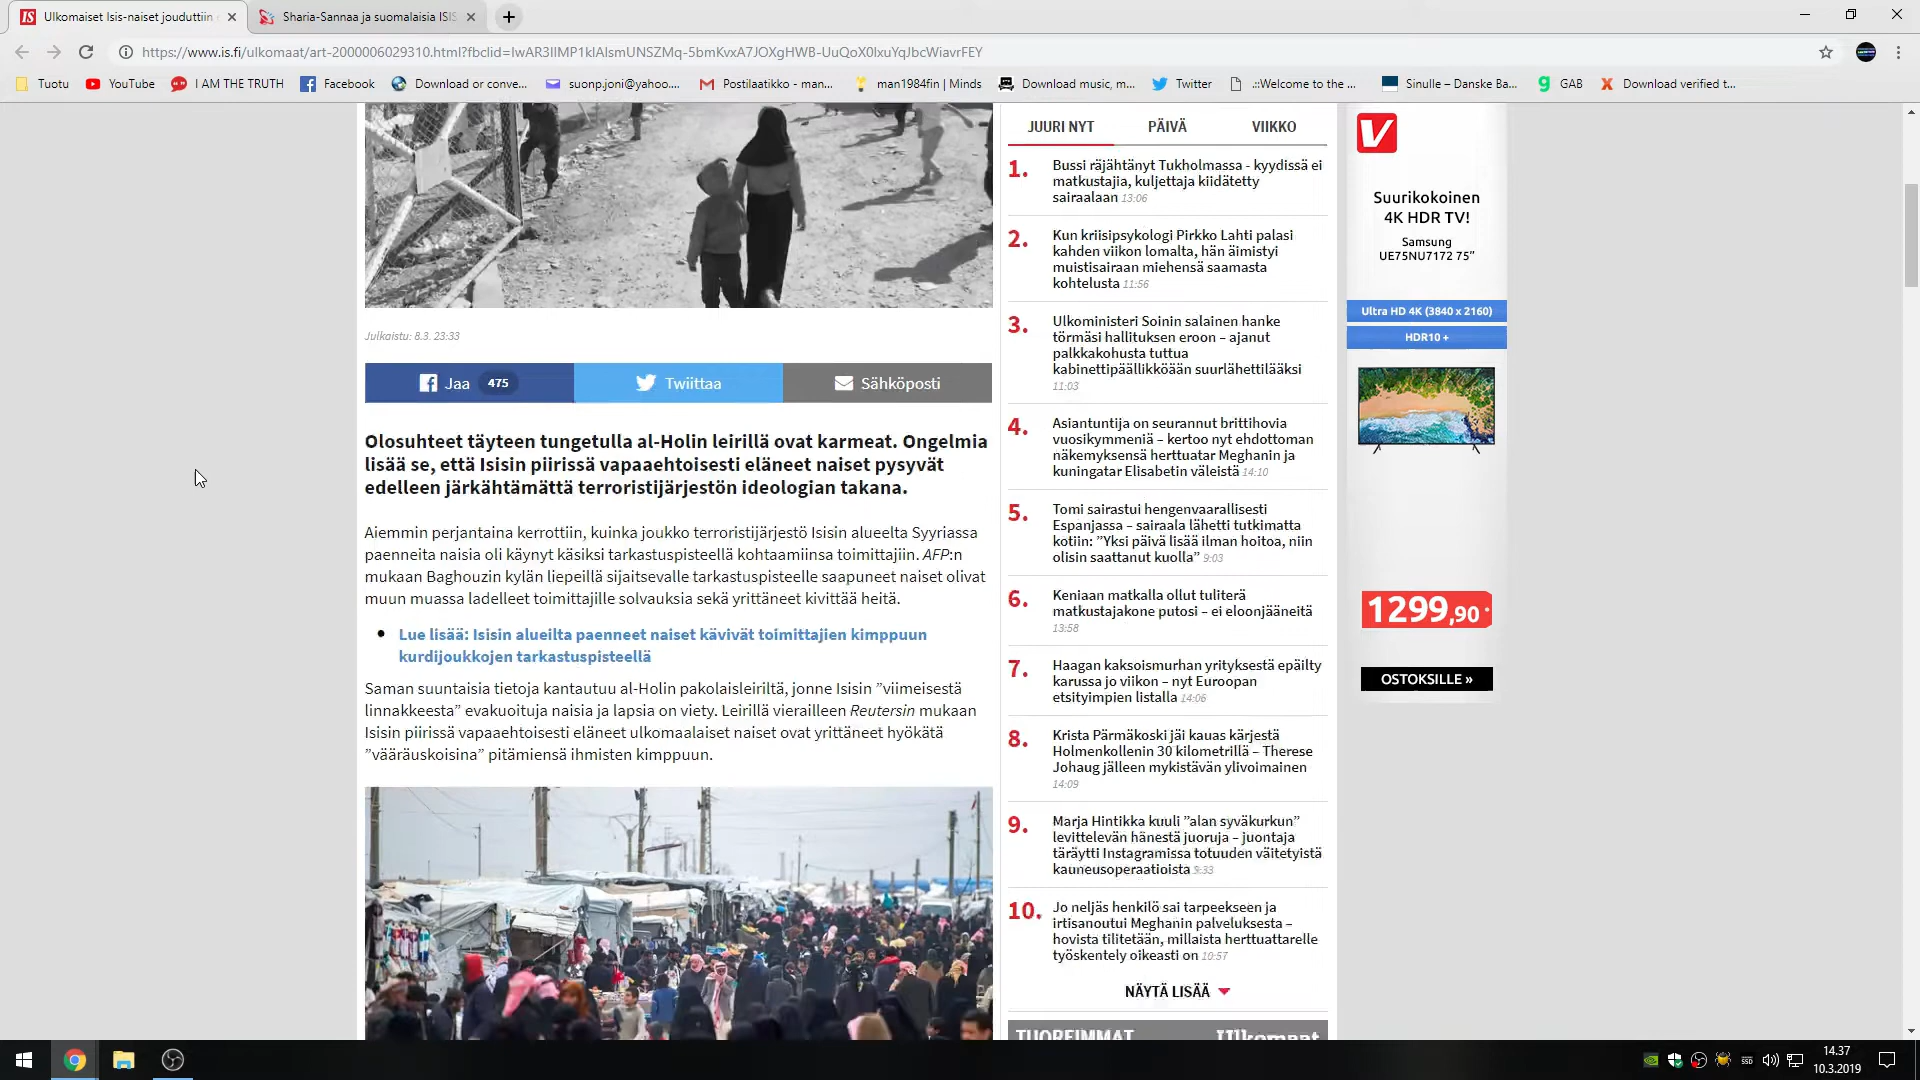 Ulkomaiset Isis-naiset jouduttiin
Sharia-Sannaa ja suomalaisia ISIS
https://www.is.fi/ulkomaat/art-2000006029310.html?fbclid=
Tuotu
YouTube
I AM THE TRUTH
Facebook
Download or conve...
suonp.joni@yahoo....
Postilaatikko - man...
man1984fin | Minds
Download music, m...
Twitter
.::Welcome to the ...
Sinulle – Danske Ba...
GAB
Download verified t...
Julkaistu: 8.3. 23:33
Jaa 475
Twiittaa
Sähköposti
Olosuhteet täyteen tungetulla al-Holin leirillä ovat karmeat. Ongelmia
lisää se, että Isisin piirissä vapaaehtoisesti eläneet naiset pysyvät
edelleen järkähtämättä terroristijärjestön ideologian takana.
Aiemmin perjantaina kerrottiin, kuinka joukko terroristijärjestö Isisin alueelta Syyriassa
paenneita naisia oli käynyt käsiksi tarkastuspisteellä kohtaamiinsa toimittajiin. AFP:n
mukaan Baghouzin kylän liepeillä sijaitsevalle tarkastuspisteelle saapuneet naiset olivat
muun muassa ladelleet toimittajille solvauksia sekä yrittäneet kivittää heitä.
Lue lisää: Isisin alueilta paenneet naiset kävivät toimittajien kimppuun
kurdijoukkojen tarkastuspisteellä
Saman suuntaisia tietoja kantautuu al-Holin pakolaisleiriltä, jonne Isisin ”viimeisestä
linnakkeesta” evakuoituja naisia ja lapsia on viety. Leirillä vierailleen Reutersin mukaan
Isisin piirissä vapaaehtoisesti eläneet ulkomaalaiset naiset ovat yrittäneet hyökätä
”vääräuskoisina” pitämiensä ihmisten kimppuun.
JUURI NYT
PÄIVÄ
VIIKKO
1. Bussi räjähtänyt Tukholmassa - kyydissä ei
matkustajia, kuljettaja kiidätetty
sairaalaan 13:06
2. Kun kriisipsykologi Pirkko Lahti palasi
kahden viikon lomalta, hän äimistyi
muistisairaan miehensä saamasta
kohtelusta 11:56
3. Ulkoministeri Soinin salainen hanke
törmäsi hallituksen eroon – ajanut
palkkakohusta tuttua
kabinettipäällikköään suurlähettilääksi
11:03
4. Asiantuntija on seurannut brittihovia
vuosikymmeniä – kertoo nyt ehdottoman
näkemyksensä herttuatar Meghanin ja
kuningatar Elisabetin väleistä 14:10
5. Tomi sairastui hengenvaarallisesti
Espanjassa – sairaala lähetti tutkimatta
kotiin: ”Yksi päivä lisää ilman hoitoa, niin
olisin saattanut kuolla” 9:03
6. Keniaan matkalla ollut tuliterä
matkustajakone putosi – ei eloonjääneitä
13:58
7. Haagan kaksoismurhan yrityksestä epäilty
karussa jo viikon – nyt Euroopan
etsityimpien listalla 14:06
8. Krista Pärmäkoski jäi kauas kärjestä
Holmenkollenin 30 kilometrillä – Therese
Johaug jälleen mykistävän ylivoimainen
14:09
9. Marja Hintikka kuuli ”alan syväkurkun”
levittelevän hänestä juoruja – juontaja
täräytti Instagramissa totuuden väitetyistä
kauneusoperaatioista 9:33
10. Jo neljäs henkilö sai tarpeekseen ja
irtisanoutui Meghanin palveluksesta –
hovista tilitetään, millaista herttuattarelle
työskentely oikeasti on 10:57
NÄYTÄ LISÄÄ
TUOREIMMAT
Ulkomaat
V
Suurikokoinen
4K HDR TV!
Samsung
UE75NU7172 75”
Ultra HD 4K (3840 x 2160)
HDR10 +
1299,90
OSTOKSILLE »
14.37
10.3.2019